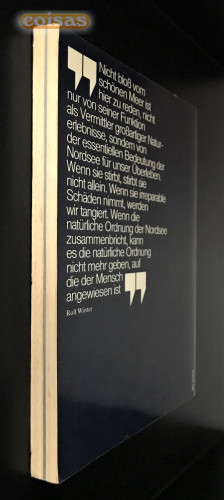 coisas
Nicht bloß vom
schönen Meer ist
hier zu reden, nicht
nur von seiner Funktion
als Vermittler großartiger Natur-
erlebnisse, sondern von
der essentiellen Bedeutung der
Nordsee für unser Überleben.
Wenn sie stirbt, stirbt sie
nicht allein. Wenn sie irreparable
Schäden nimmt, werden
wir tangiert. Wenn die
natürliche Ordnung der Nordsee
zusammenbricht, kann
es die natürliche Ordnung
nicht mehr geben, auf
die der Mensch
angewiesen ist
Rolf Winter